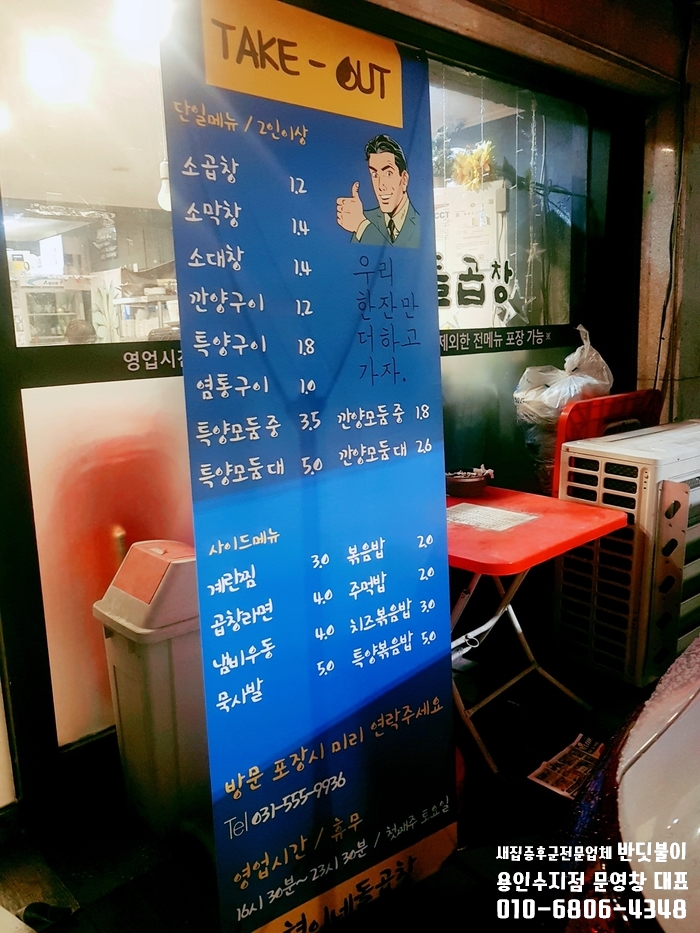 TAKE - OUT
단일메뉴 / 2인이상
소곱창 1.2
소막창 1.4
소대창 1.4
깐양구이 1.2
특양구이 1.8
염통구이 1.0
특양모둠 중 3.5 깐양모둠 중 1.8
특양모둠 대 5.0 깐양모둠 대 2.6
우리
한잔만
더하고
가자.
사이드메뉴
계란찜 3.0 볶음밥 2.0
곱창라면 4.0 주먹밥 2.0
냄비우동 4.0 치즈볶음밥 3.0
묵사발 5.0 특양볶음밥 5.0
방문 포장시 미리 연락주세요
Tel 031-555-9936
영업시간 / 휴무
16시 30분~ 23시 30분 / 첫째주 토요일
돌곱창
영업시
제외한 전메뉴 포장 가능※
새집증후군전문업체 반딧불이
용인수지점 문영창 대표
010-6806-4348